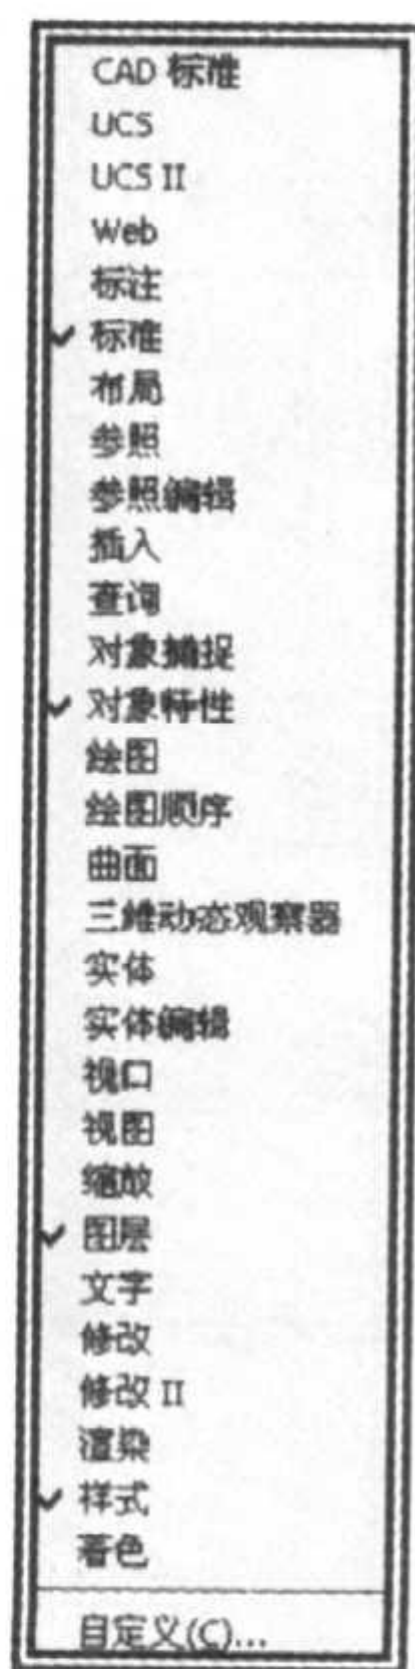 CAD 标准
UCS
UCS II
Web
标注
✓ 标准
布局
参照
参照编辑
插入
查询
对象捕捉
✓ 对象特性
绘图
绘图顺序
曲面
三维动态观察器
实体
实体编辑
视口
视图
缩放
✓ 图层
文字
修改
修改 II
渲染
✓ 样式
着色
自定义(C)...